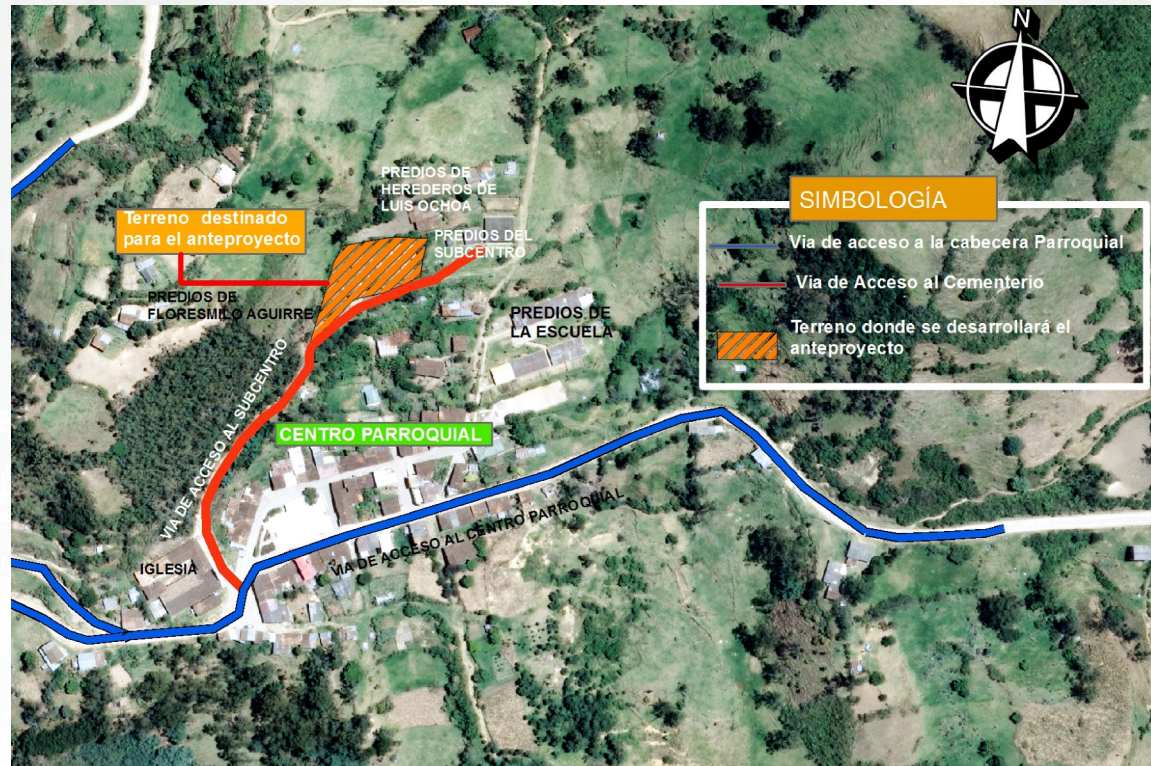 N
PREDIOS DE
HEREDEROS DE
LUIS OCHOA
SIMBOLOGÍA
Terreno destinado
para el anteproyecto
PREDIOS DEL
SUBCENTRO
Via de acceso a la cabecera Parroquial
Via de Acceso al Cementerio
PREDIOS DE
FLORESMILO AGUIRRE
PREDIOS DE
LA ESCUELA
Terreno donde se desarrollará el
anteproyecto
VIA DE ACCESO AL SUBCENTRO
CENTRO PARROQUIAL
VIA DE ACCESO AL CENTRO PARROQUIAL
IGLESIA